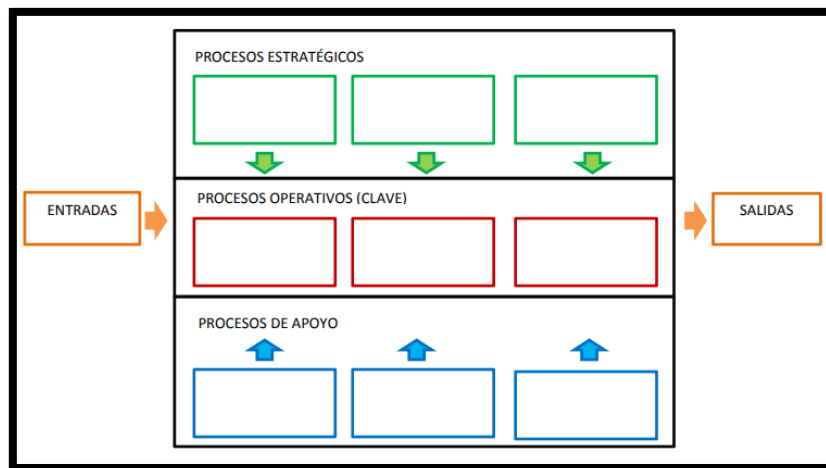 PROCESOS ESTRATÉGICOS
ENTRADAS
PROCESOS OPERATIVOS (CLAVE)
SALIDAS
PROCESOS DE APOYO